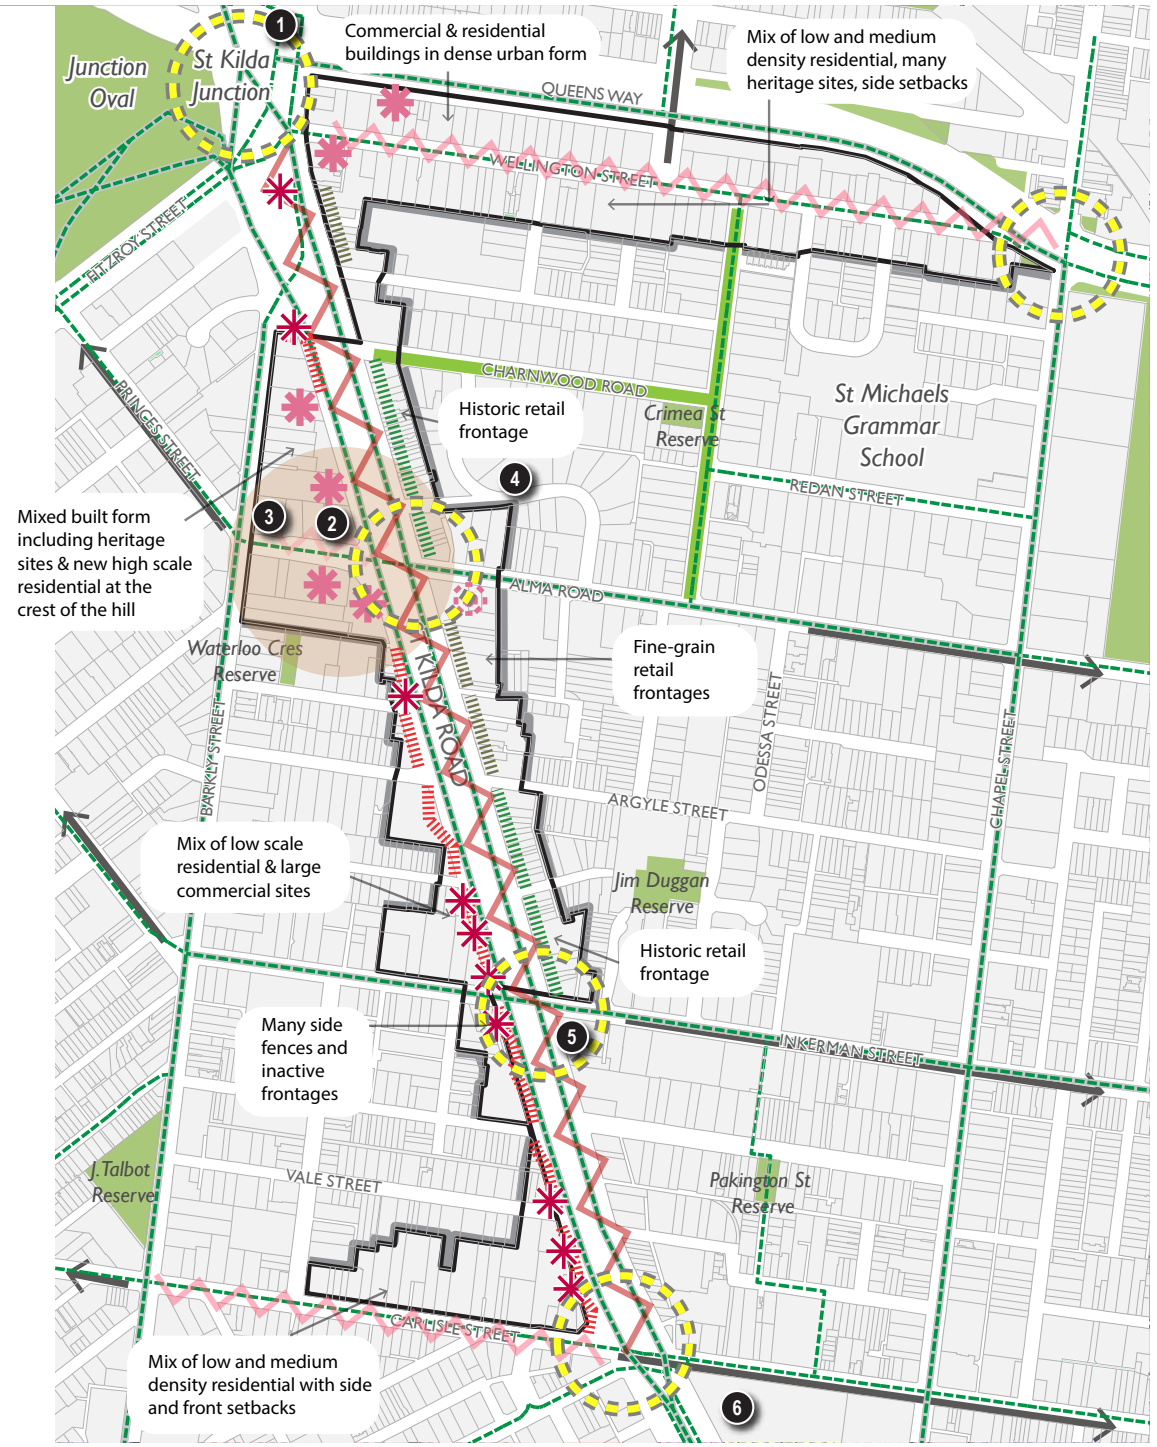 1
Commercial & residential
buildings in dense urban form
Mix of low and medium
density residential, many
heritage sites, side setbacks
Junction
Oval
St Kilda
Junction
QUEENS WAY
WELLINGTON STREET
FITZROY STREET
PRINCES STREET
CHARNWOOD ROAD
Crimea St
Reserve
St Michaels
Grammar
School
Historic retail
frontage
4
REDAN STREET
Mixed built form
including heritage
sites & new high scale
residential at the
crest of the hill
3
2
ALMA ROAD
Waterloo Cres
Reserve
Fine-grain
retail
frontages
KILDA ROAD
BARKLY STREET
ODESSA STREET
CHAPEL STREET
ARGYLE STREET
Mix of low scale
residential & large
commercial sites
Jim Duggan
Reserve
Historic retail
frontage
Many side
fences and
inactive
frontages
5
INKERMAN STREET
J.Talbot
Reserve
VALE STREET
Pakington St
Reserve
CARLISLE STREET
Mix of low and medium
density residential with side
and front setbacks
6